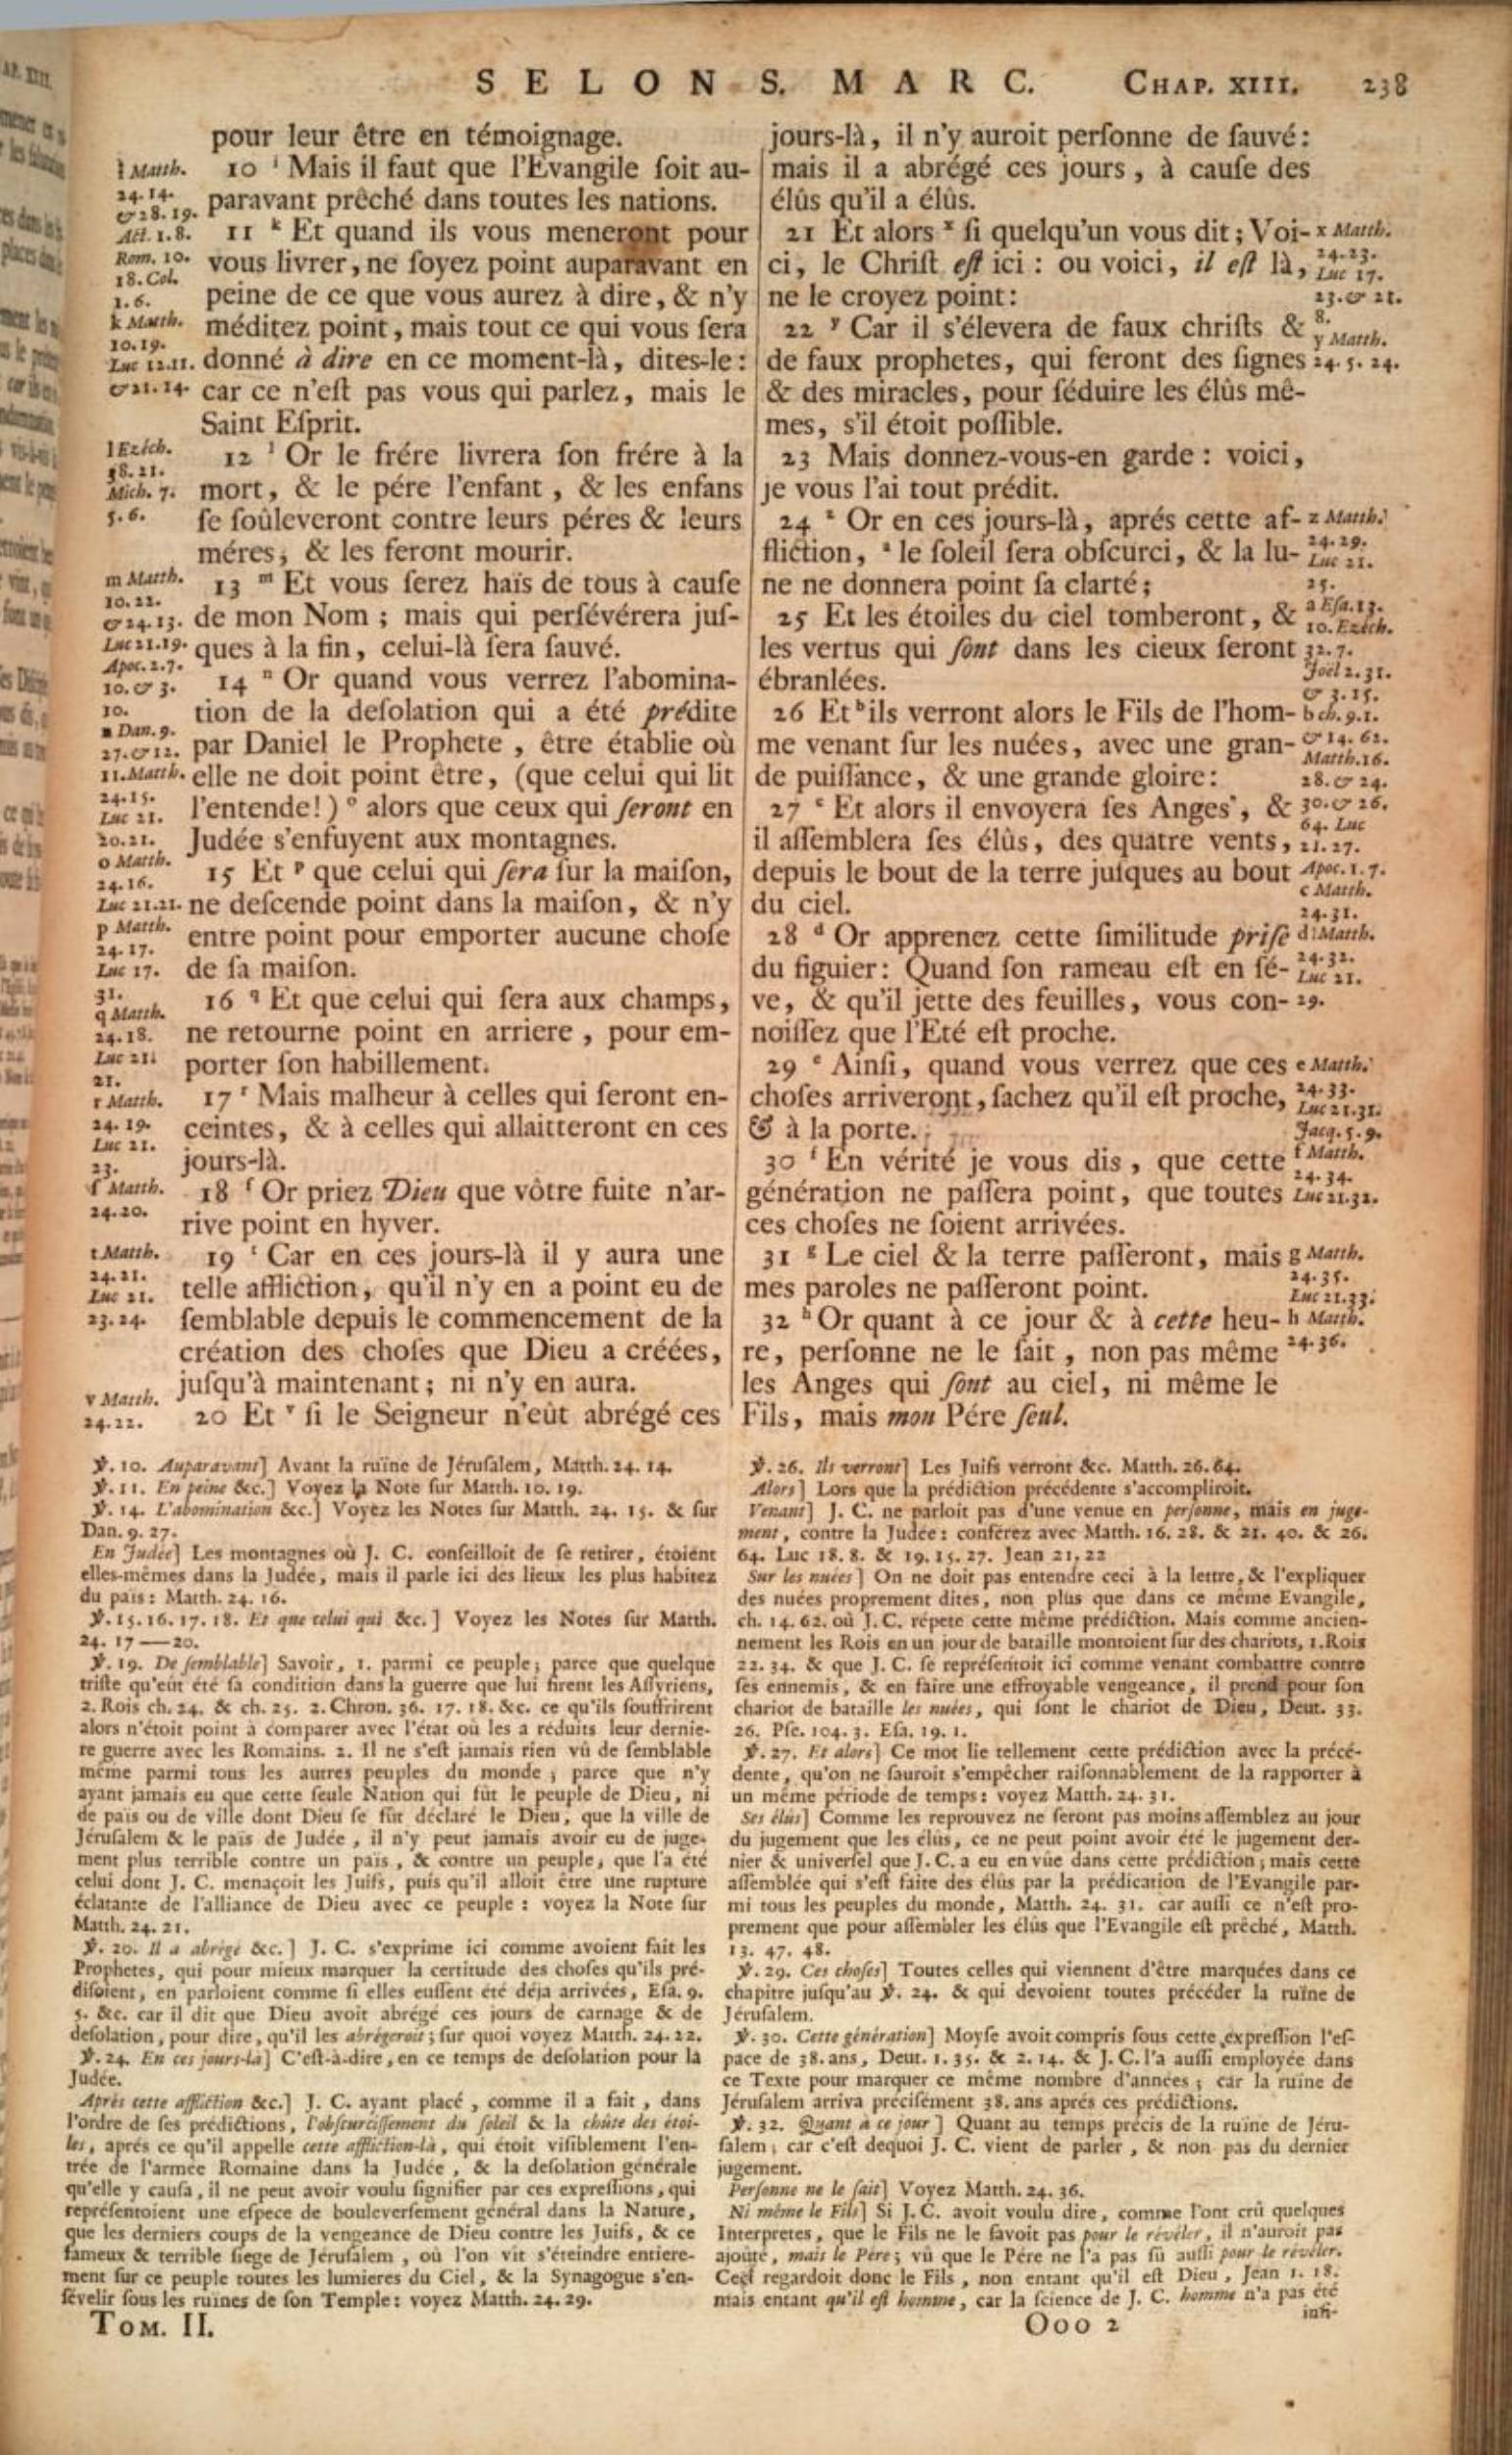 SELON S. MARC. CHAP. XIII. 238
pour leur être en témoignage.
10 i Mais il faut que l'Evangile ſoit au-
paravant prêché dans toutes les nations.
11 k Et quand ils vous meneront pour
vous livrer, ne ſoyez point auparavant en
peine de ce que vous aurez à dire, & n'y
méditez point, mais tout ce qui vous ſera
donné à dire en ce moment-là, dites-le:
car ce n'eſt pas vous qui parlez, mais le
Saint Eſprit.
12 l Or le frére livrera ſon frére à la
mort, & le pére l'enfant, & les enfans
ſe ſoûleveront contre leurs péres & leurs
méres, & les feront mourir.
13 m Et vous ſerez haïs de tous à cauſe
de mon Nom; mais qui perſévérera juſ-
ques à la fin, celui-là ſera ſauvé.
14 n Or quand vous verrez l'abomina-
tion de la deſolation qui a été prédite
par Daniel le Prophete, être établie où
elle ne doit point être, (que celui qui lit
l'entende!) o alors que ceux qui ſeront en
Judée s'enfuyent aux montagnes.
15 Et p que celui qui ſera ſur la maiſon,
ne deſcende point dans la maiſon, & n'y
entre point pour emporter aucune choſe
de ſa maiſon.
16 q Et que celui qui ſera aux champs,
ne retourne point en arriere, pour em-
porter ſon habillement.
17 r Mais malheur à celles qui ſeront en-
ceintes, & à celles qui allaitteront en ces
jours-là.
18 ſ Or priez Dieu que vôtre fuite n'ar-
rive point en hyver.
19 t Car en ces jours-là il y aura une
telle affliction, qu'il n'y en a point eu de
ſemblable depuis le commencement de la
création des choſes que Dieu a créées,
juſqu'à maintenant; ni n'y en aura.
20 Et v ſi le Seigneur n'eût abrégé ces
i Matth.
24.14.
& 28.19.
Act. 1.8.
Rom. 10.
18. Col.
1.6.
k Matth.
10.19.
Luc 12.11.
& 21.14.
l Ezéch.
38.21.
Mich. 7.
5.6.
m Matth.
10.22.
& 24.13.
Luc 21.19.
Apoc. 2.7.
10. & 3.
10.
n Dan. 9.
27. & 12.
11. Matth.
24.15.
Luc 21.
20.21.
o Matth.
24.16.
Luc 21.21.
p Matth.
24.17.
Luc 17.
31.
q Matth.
24.18.
Luc 21.
21.
r Matth.
24.19.
Luc 21.
23.
ſ Matth.
24.20.
t Matth.
24.21.
Luc 21.
23.24.
v Matth.
24.22.
jours-là, il n'y auroit perſonne de ſauvé:
mais il a abrégé ces jours, à cauſe des
élûs qu'il a élûs.
21 Et alors x ſi quelqu'un vous dit; Voi-
ci, le Chriſt eſt ici: ou voici, il eſt là,
ne le croyez point:
22 y Car il s'élevera de faux chriſts &
de faux prophetes, qui feront des ſignes
& des miracles, pour ſéduire les élûs mê-
mes, s'il étoit poſſible.
23 Mais donnez-vous-en garde: voici,
je vous l'ai tout prédit.
24 z Or en ces jours-là, aprés cette af-
fliction, a le ſoleil ſera obſcurci, & la lu-
ne ne donnera point ſa clarté;
25 Et les étoiles du ciel tomberont, &
les vertus qui ſont dans les cieux ſeront
ébranlées.
26 Et b ils verront alors le Fils de l'hom-
me venant ſur les nuées, avec une gran-
de puiſſance, & une grande gloire:
27 c Et alors il envoyera ſes Anges, &
il aſſemblera ſes élûs, des quatre vents,
depuis le bout de la terre juſques au bout
du ciel.
28 d Or apprenez cette ſimilitude priſe
du figuier: Quand ſon rameau eſt en ſé-
ve, & qu'il jette des feuilles, vous con-
noiſſez que l'Eté eſt proche.
29 e Ainſi, quand vous verrez que ces
choſes arriveront, ſachez qu'il eſt proche,
& à la porte.
30 f En vérité je vous dis, que cette
génération ne paſſera point, que toutes
ces choſes ne ſoient arrivées.
31 g Le ciel & la terre paſſeront, mais
mes paroles ne paſſeront point.
32 h Or quant à ce jour & à cette heu-
re, perſonne ne le ſait, non pas même
les Anges qui ſont au ciel, ni même le
Fils, mais mon Pére ſeul.
x Matth.
24.23.
Luc 17.
23. & 21.
8.
y Matth.
24.5.24.
z Matth.
24.29.
Luc 21.
25.
a Eſa. 13.
10. Ezéch.
32.7.
Joël 2.31.
& 3.15.
b ch. 9.1.
& 14.62.
Matth. 16.
28. & 24.
30. & 26.
64. Luc
21.27.
Apoc. 1.7.
c Matth.
24.31.
d Matth.
24.32.
Luc 21.
29.
e Matth.
24.33.
Luc 21.31.
Jacq. 5.9.
f Matth.
24.34.
Luc 21.32.
g Matth.
24.35.
Luc 21.33.
h Matth.
24.36.
℣. 10. Auparavant] Avant la ruïne de Jéruſalem, Matth. 24. 14.
℣. 11. En peine &c.] Voyez la Note ſur Matth. 10. 19.
℣. 14. L'abomination &c.] Voyez les Notes ſur Matth. 24. 15. & ſur
Dan. 9. 27.
En Judée] Les montagnes où J. C. conſeilloit de ſe retirer, étoient
elles-mêmes dans la Judée, mais il parle ici des lieux les plus habitez
du païs: Matth. 24. 16.
℣. 15. 16. 17. 18. Et que celui qui &c.] Voyez les Notes ſur Matth.
24. 17—20.
℣. 19. De ſemblable] Savoir, 1. parmi ce peuple; parce que quelque
triſte qu'eût été ſa condition dans la guerre que lui firent les Aſſyriens,
2. Rois ch. 24. & ch. 25. 2. Chron. 36. 17. 18. &c. ce qu'ils ſouffrirent
alors n'étoit point à comparer avec l'état où les a réduits leur dernie-
re guerre avec les Romains. 2. Il ne s'eſt jamais rien vû de ſemblable
même parmi tous les autres peuples du monde; parce que n'y
ayant jamais eu que cette ſeule Nation qui fût le peuple de Dieu, ni
de païs ou de ville dont Dieu ſe fût déclaré le Dieu, que la ville de
Jéruſalem & le païs de Judée, il n'y peut jamais avoir eu de juge-
ment plus terrible contre un païs, & contre un peuple, que l'a été
celui dont J. C. menaçoit les Juifs, puis qu'il alloit être une rupture
éclatante de l'alliance de Dieu avec ce peuple: voyez la Note ſur
Matth. 24. 21.
℣. 20. Il a abrégé &c.] J. C. s'exprime ici comme avoient fait les
Prophetes, qui pour mieux marquer la certitude des choſes qu'ils pré-
diſoient, en parloient comme ſi elles euſſent été déja arrivées, Eſa. 9.
5. &c. car il dit que Dieu avoit abrégé ces jours de carnage & de
deſolation, pour dire, qu'il les abrégeroit; ſur quoi voyez Matth. 24. 22.
℣. 24. En ces jours-là] C'eſt-à-dire, en ce temps de deſolation pour la
Judée.
Aprés cette affliction &c.] J. C. ayant placé, comme il a fait, dans
l'ordre de ſes prédictions, l'obſcurciſſement du ſoleil & la chûte des étoi-
les, aprés ce qu'il appelle cette affliction-là, qui étoit viſiblement l'en-
trée de l'armée Romaine dans la Judée, & la deſolation générale
qu'elle y cauſa, il ne peut avoir voulu ſignifier par ces expreſſions, qui
repréſentoient une eſpece de bouleverſement général dans la Nature,
que les derniers coups de la vengeance de Dieu contre les Juifs, & ce
fameux & terrible ſiege de Jéruſalem, où l'on vit s'éteindre entiere-
ment ſur ce peuple toutes les lumieres du Ciel, & la Synagogue s'en-
ſévelir ſous les ruines de ſon Temple: voyez Matth. 24. 29.
℣. 26. Ils verront] Les Juifs verront &c. Matth. 26. 64.
Alors] Lors que la prédiction précédente s'accompliroit.
Venant] J. C. ne parloit pas d'une venue en perſonne, mais en juge-
ment, contre la Judée: conférez avec Matth. 16. 28. & 21. 40. & 26.
64. Luc 18. 8. & 19. 15. 27. Jean 21. 22
Sur les nuées] On ne doit pas entendre ceci à la lettre, & l'expliquer
des nuées proprement dites, non plus que dans ce même Evangile,
ch. 14. 62. où J. C. répete cette même prédiction. Mais comme ancien-
nement les Rois en un jour de bataille montoient ſur des chariots, 1. Rois
22. 34. & que J. C. ſe repréſentoit ici comme venant combattre contre
ſes ennemis, & en faire une effroyable vengeance, il prend pour ſon
chariot de bataille les nuées, qui ſont le chariot de Dieu, Deut. 33.
26. Pſe. 104. 3. Eſa. 19. 1.
℣. 27. Et alors] Ce mot lie tellement cette prédiction avec la précé-
dente, qu'on ne ſauroit s'empêcher raiſonnablement de la rapporter à
un même période de temps: voyez Matth. 24. 31.
Ses élûs] Comme les reprouvez ne ſeront pas moins aſſemblez au jour
du jugement que les élûs, ce ne peut point avoir été le jugement der-
nier & univerſel que J. C. a eu en vûe dans cette prédiction; mais cette
aſſemblée qui s'eſt faite des élûs par la prédication de l'Evangile par-
mi tous les peuples du monde, Matth. 24. 31. car auſſi ce n'eſt pro-
prement que pour aſſembler les élûs que l'Evangile eſt prêché, Matth.
13. 47. 48.
℣. 29. Ces choſes] Toutes celles qui viennent d'être marquées dans ce
chapitre juſqu'au ℣. 24. & qui devoient toutes précéder la ruïne de
Jéruſalem.
℣. 30. Cette génération] Moyſe avoit compris ſous cette expreſſion l'eſ-
pace de 38. ans, Deut. 1. 35. & 2. 14. & J. C. l'a auſſi employée dans
ce Texte pour marquer ce même nombre d'années; car la ruïne de
Jéruſalem arriva préciſément 38. ans aprés ces prédictions.
℣. 32. Quant à ce jour] Quant au temps précis de la ruïne de Jéru-
ſalem; car c'eſt dequoi J. C. vient de parler, & non pas du dernier
jugement.
Perſonne ne le ſait] Voyez Matth. 24. 36.
Ni même le Fils] Si J. C. avoit voulu dire, comme l'ont crû quelques
Interpretes, que le Fils ne le ſavoit pas pour le révéler, il n'auroit pas
ajoûté, mais le Pére; vû que le Pére ne l'a pas ſû auſſi pour le révéler.
Ceci regardoit donc le Fils, non entant qu'il eſt Dieu, Jean 1. 18.
mais entant qu'il eſt homme, car la ſcience de J. C. homme n'a pas été
infi-
TOM. II.
Ooo 2